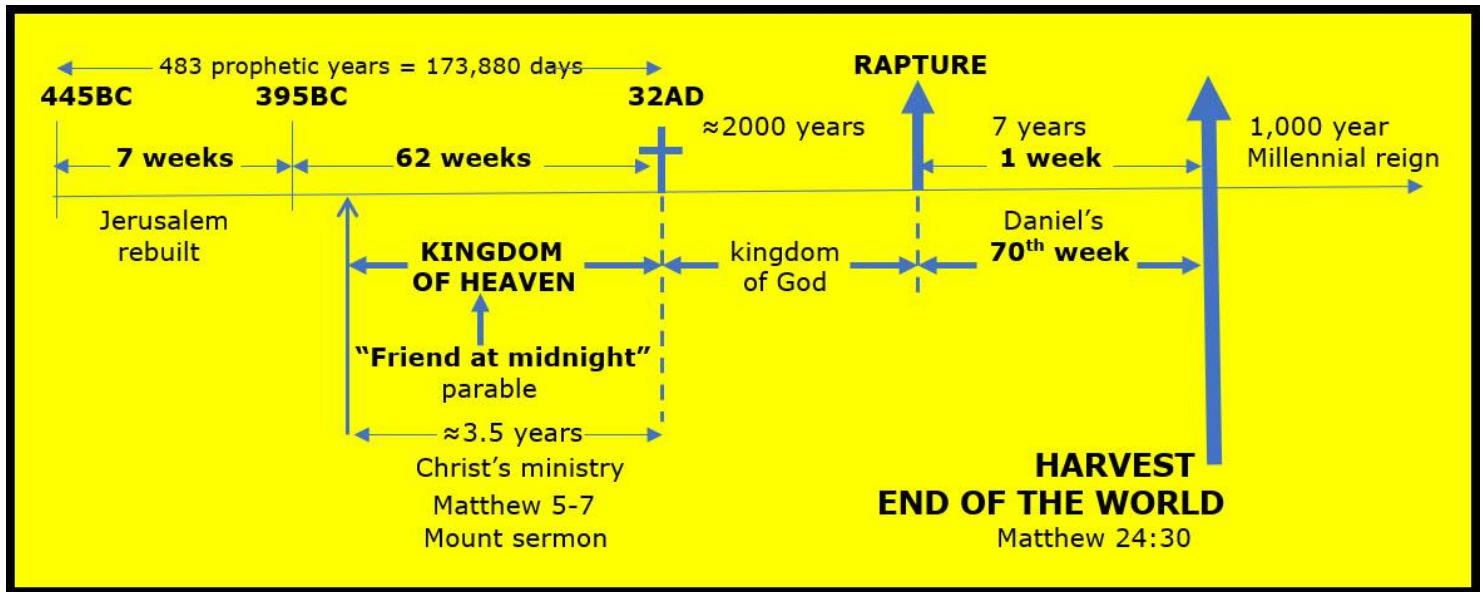 483 prophetic years = 173,880 days
445BC
395BC
32AD
RAPTURE
≈2000 years
7 years
1,000 year
7 weeks
62 weeks
1 week
Millennial reign
Jerusalem
rebuilt
KINGDOM
OF HEAVEN
kingdom
of God
Daniel’s
70th week
“Friend at midnight”
parable
≈3.5 years
Christ’s ministry
Matthew 5-7
Mount sermon
HARVEST
END OF THE WORLD
Matthew 24:30